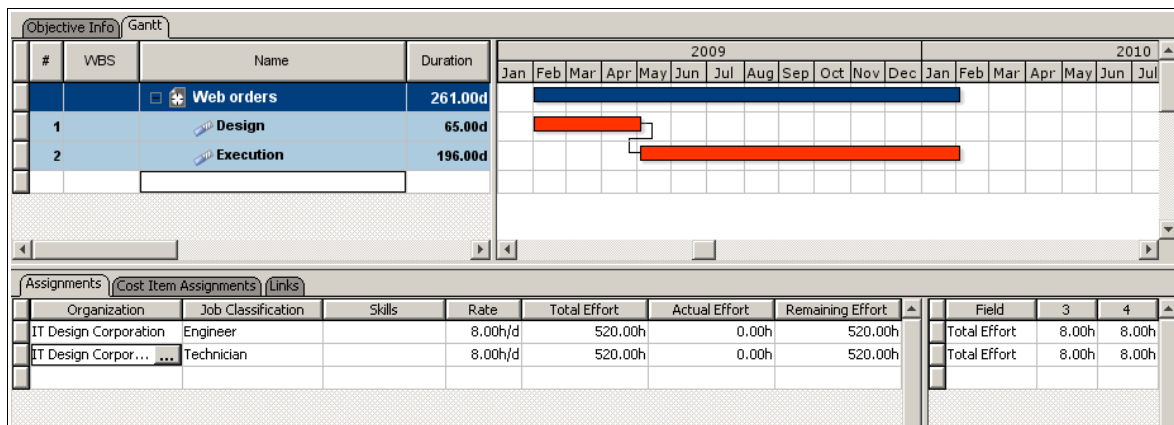 Objective Info Gantt
# WBS Name Duration 2009 2010
Jan Feb Mar Apr May Jun Jul Aug Sep Oct Nov Dec Jan Feb Mar Apr May Jun Jul
Web orders 261.00d
1 Design 65.00d
2 Execution 196.00d
Assignments Cost Item Assignments Links
Organization Job Classification Skills Rate Total Effort Actual Effort Remaining Effort Field 3 4
IT Design Corporation Engineer 8.00h/d 520.00h 0.00h 520.00h Total Effort 8.00h 8.00h
IT Design Corpor... ... Technician 8.00h/d 520.00h 0.00h 520.00h Total Effort 8.00h 8.00h